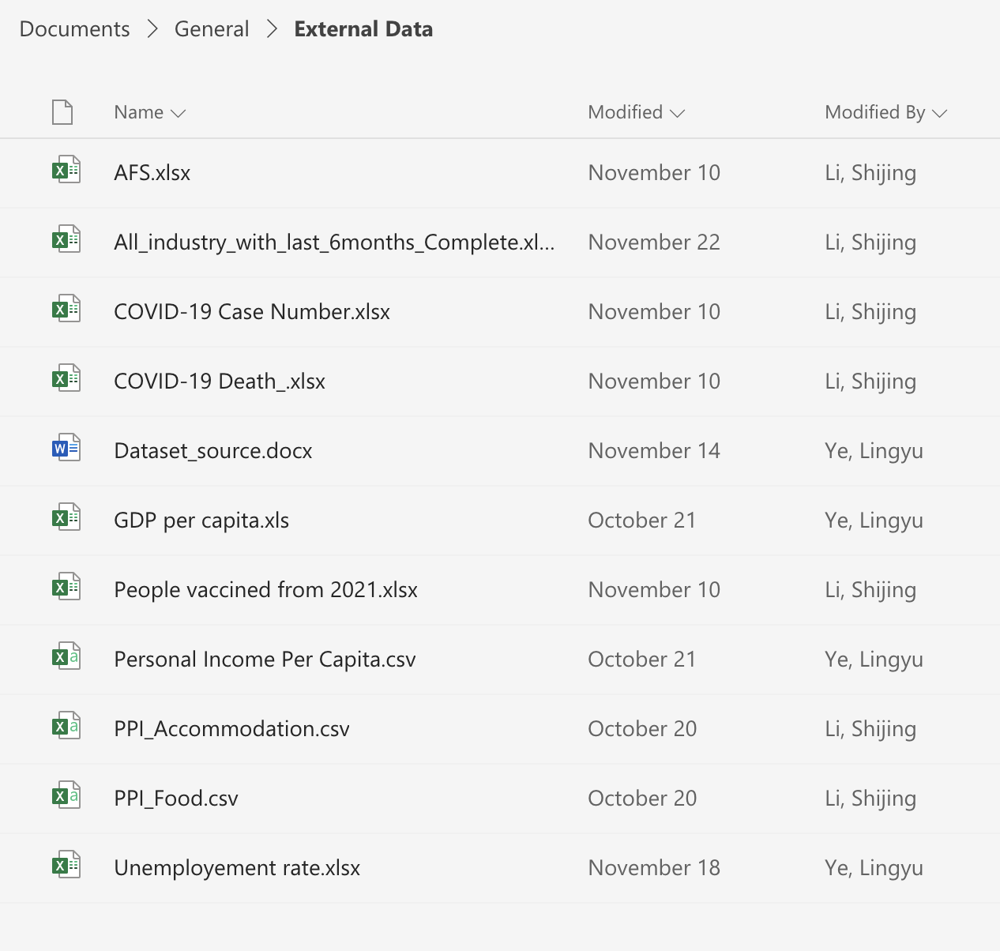 Documents > General > External Data
Name Modified Modified By
AFS.xlsx November 10 Li, Shijing
All_industry_with_last_6months_Complete.xl... November 22 Li, Shijing
COVID-19 Case Number.xlsx November 10 Li, Shijing
COVID-19 Death_.xlsx November 10 Li, Shijing
Dataset_source.docx November 14 Ye, Lingyu
GDP per capita.xls October 21 Ye, Lingyu
People vaccined from 2021.xlsx November 10 Li, Shijing
Personal Income Per Capita.csv October 21 Ye, Lingyu
PPI_Accommodation.csv October 20 Li, Shijing
PPI_Food.csv October 20 Li, Shijing
Unemployement rate.xlsx November 18 Ye, Lingyu